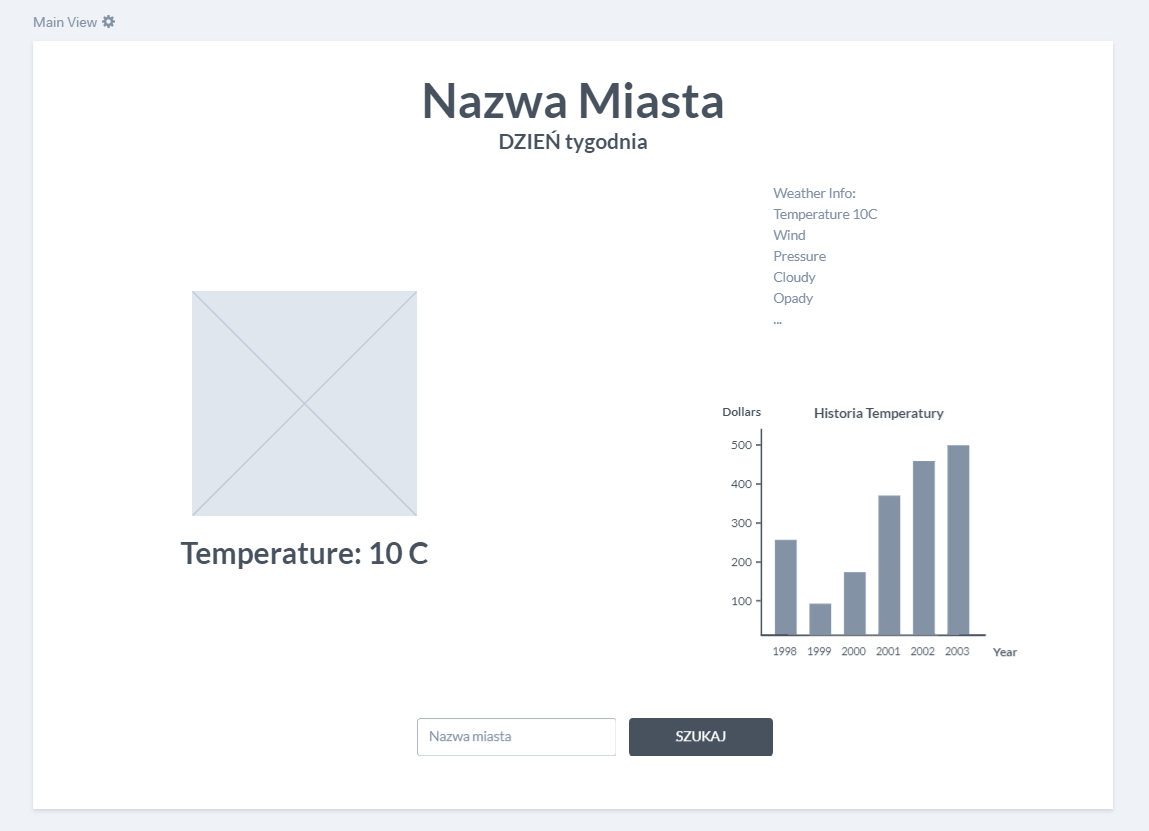 Main View
Nazwa Miasta
DZIEŃ tygodnia
Weather Info:
Temperature 10C
Wind
Pressure
Cloudy
Opady
...
Temperature: 10 C
Dollars
Historia Temperatury
500
400
300
200
100
1998 1999 2000 2001 2002 2003
Year
Nazwa miasta
SZUKAJ